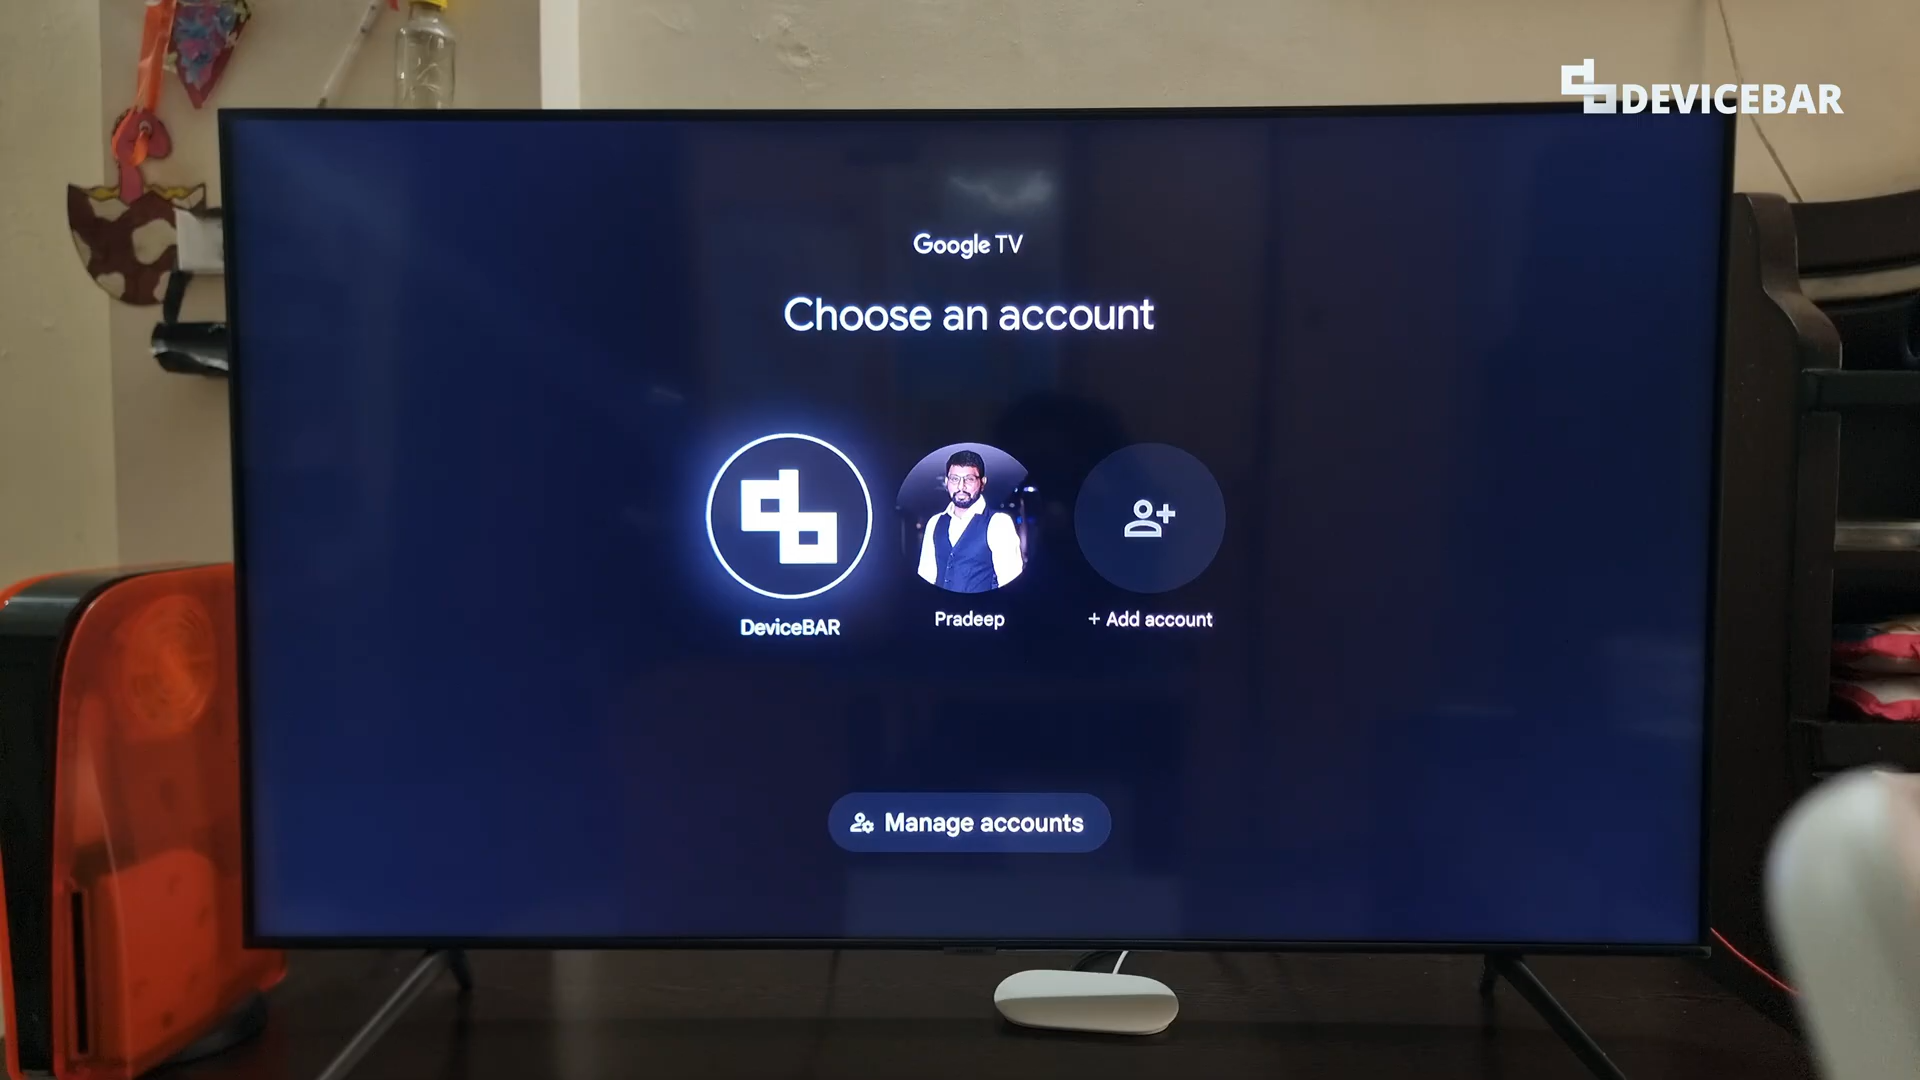 DEVICEBAR
Google TV
Choose an account
DeviceBAR
Pradeep
+ Add account
Manage accounts